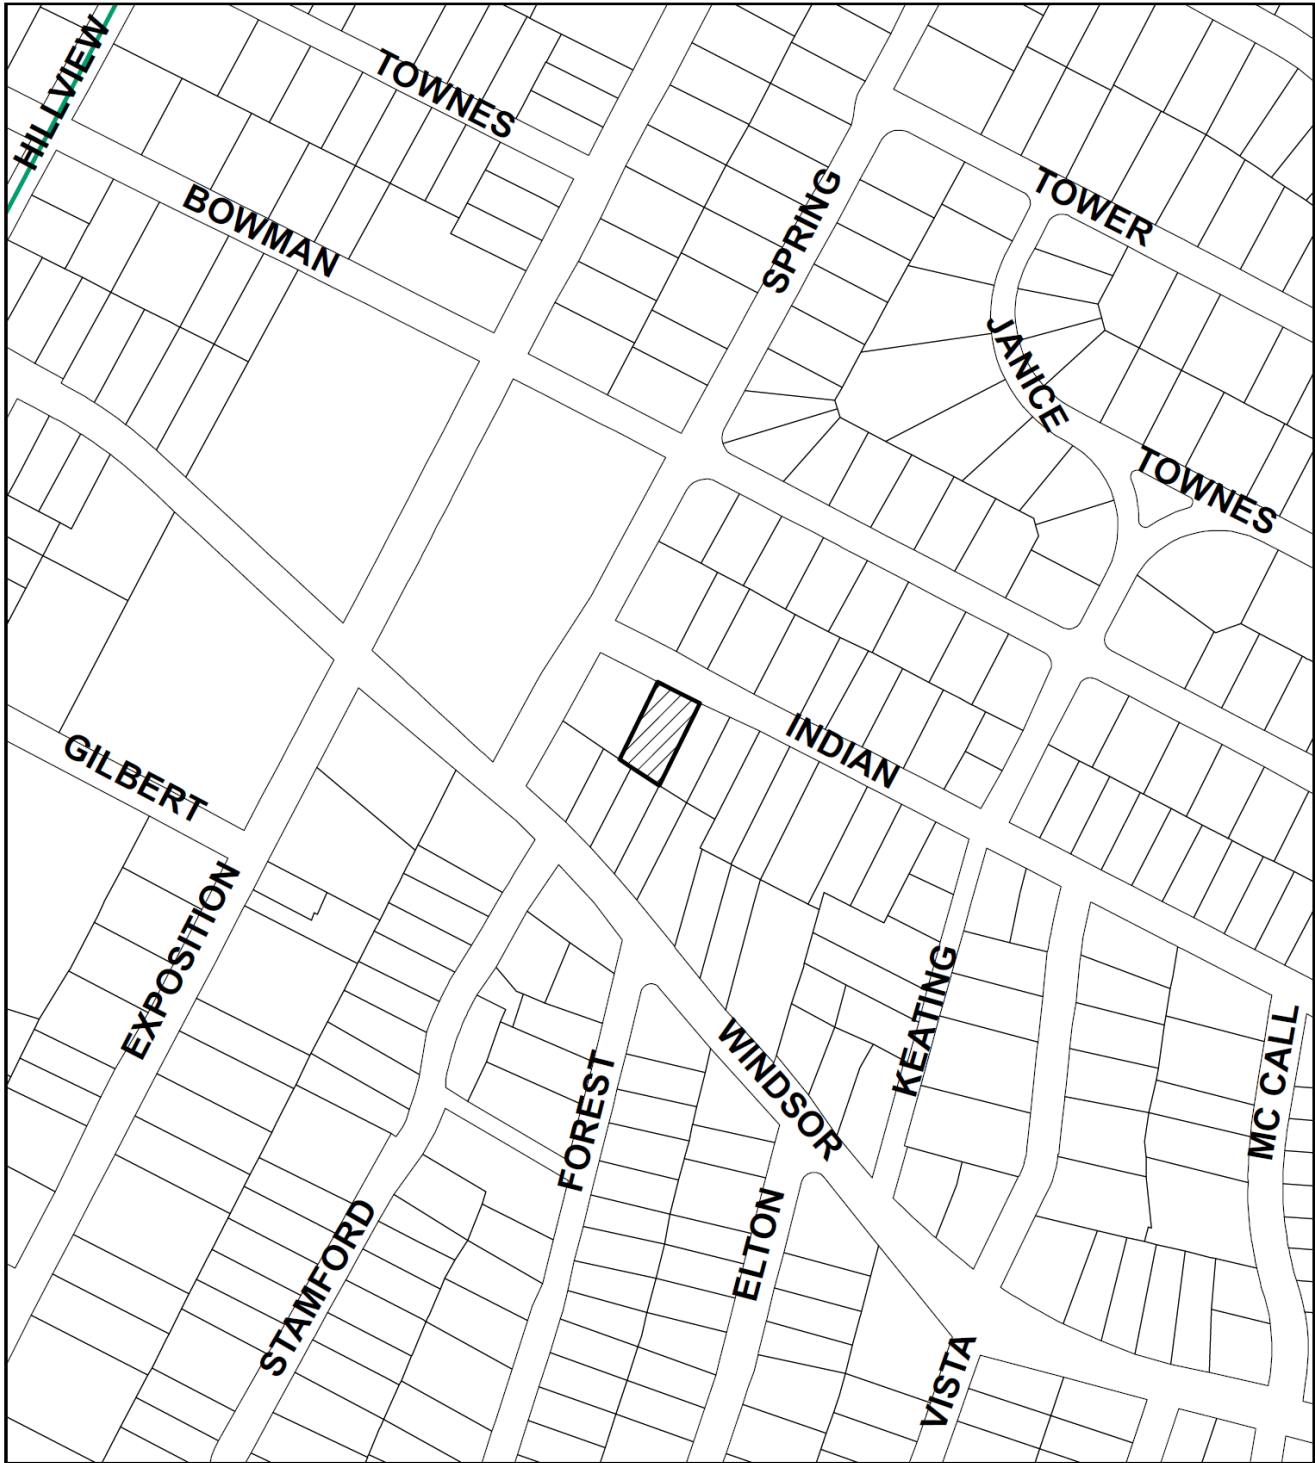 HILLVIEW
TOWNES
BOWMAN
SPRING
TOWER
JANICE
TOWNES
INDIAN
GILBERT
EXPOSITION
KEATING
WINDSOR
MC CALL
FOREST
ELTON
STAMFORD
VISTA